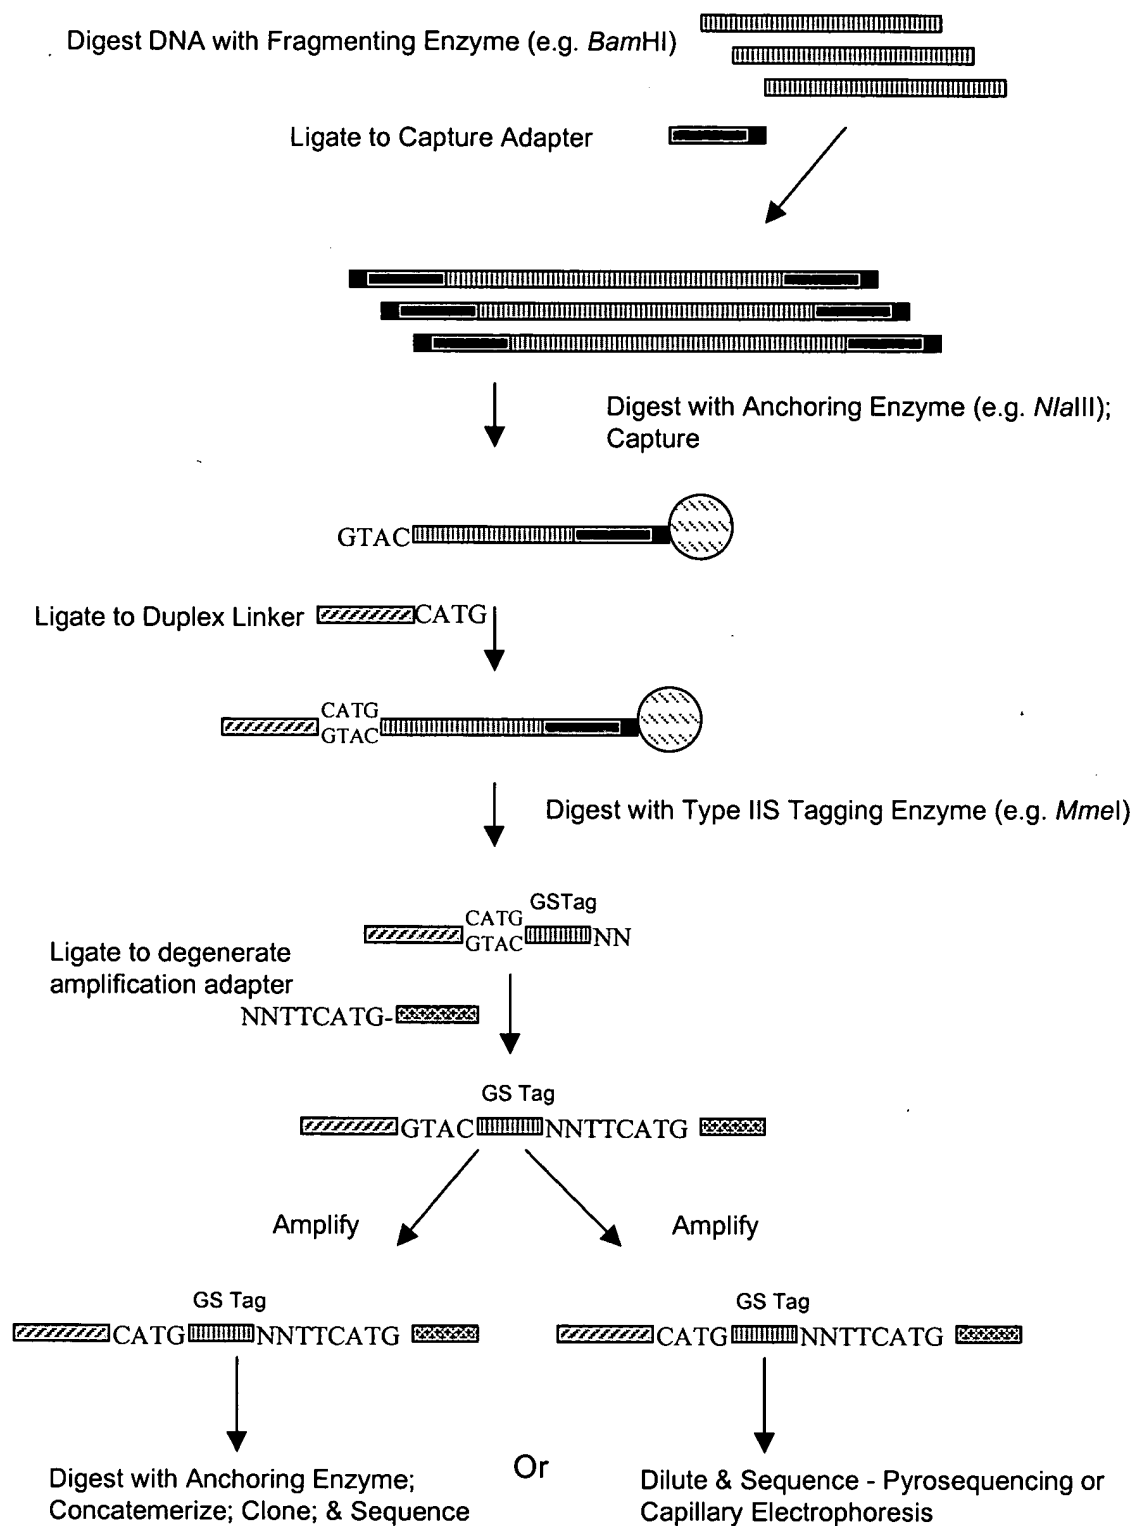 Digest DNA with Fragmenting Enzyme (e.g. BamHI)
Ligate to Capture Adapter
Digest with Anchoring Enzyme (e.g. NlaIII);
Capture
GTAC
Ligate to Duplex Linker
CATG
CATG
GTAC
Digest with Type IIS Tagging Enzyme (e.g. MmeI)
GSTag
CATG
GTAC
NN
Ligate to degenerate
amplification adapter
NNTTCATG-
GS Tag
GTAC NNTTCATG
Amplify
Amplify
GS Tag
CATG NNTTCATG
GS Tag
CATG NNTTCATG
Digest with Anchoring Enzyme;
Concatemerize; Clone; & Sequence
Or
Dilute & Sequence - Pyrosequencing or
Capillary Electrophoresis